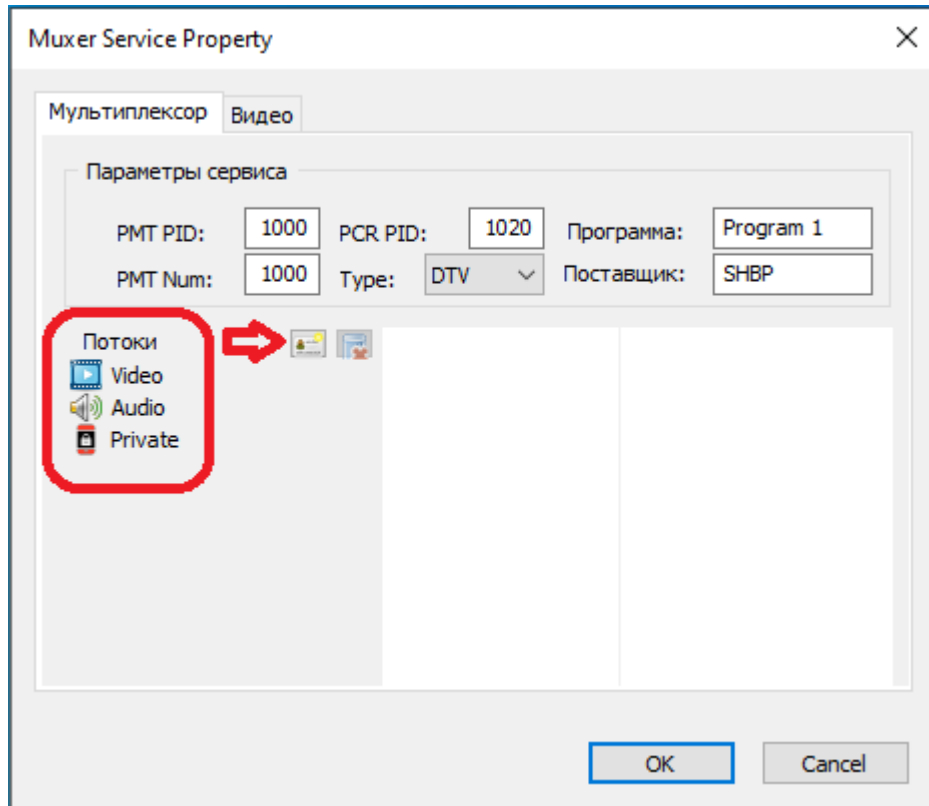 Muxer Service Property
Мультиплексор Видео
Параметры сервиса
PMT PID: 1000 PCR PID: 1020 Программа: Program 1
PMT Num: 1000 Type: DTV Поставщик: SHBP
Потоки
Video
Audio
Private
OK Cancel